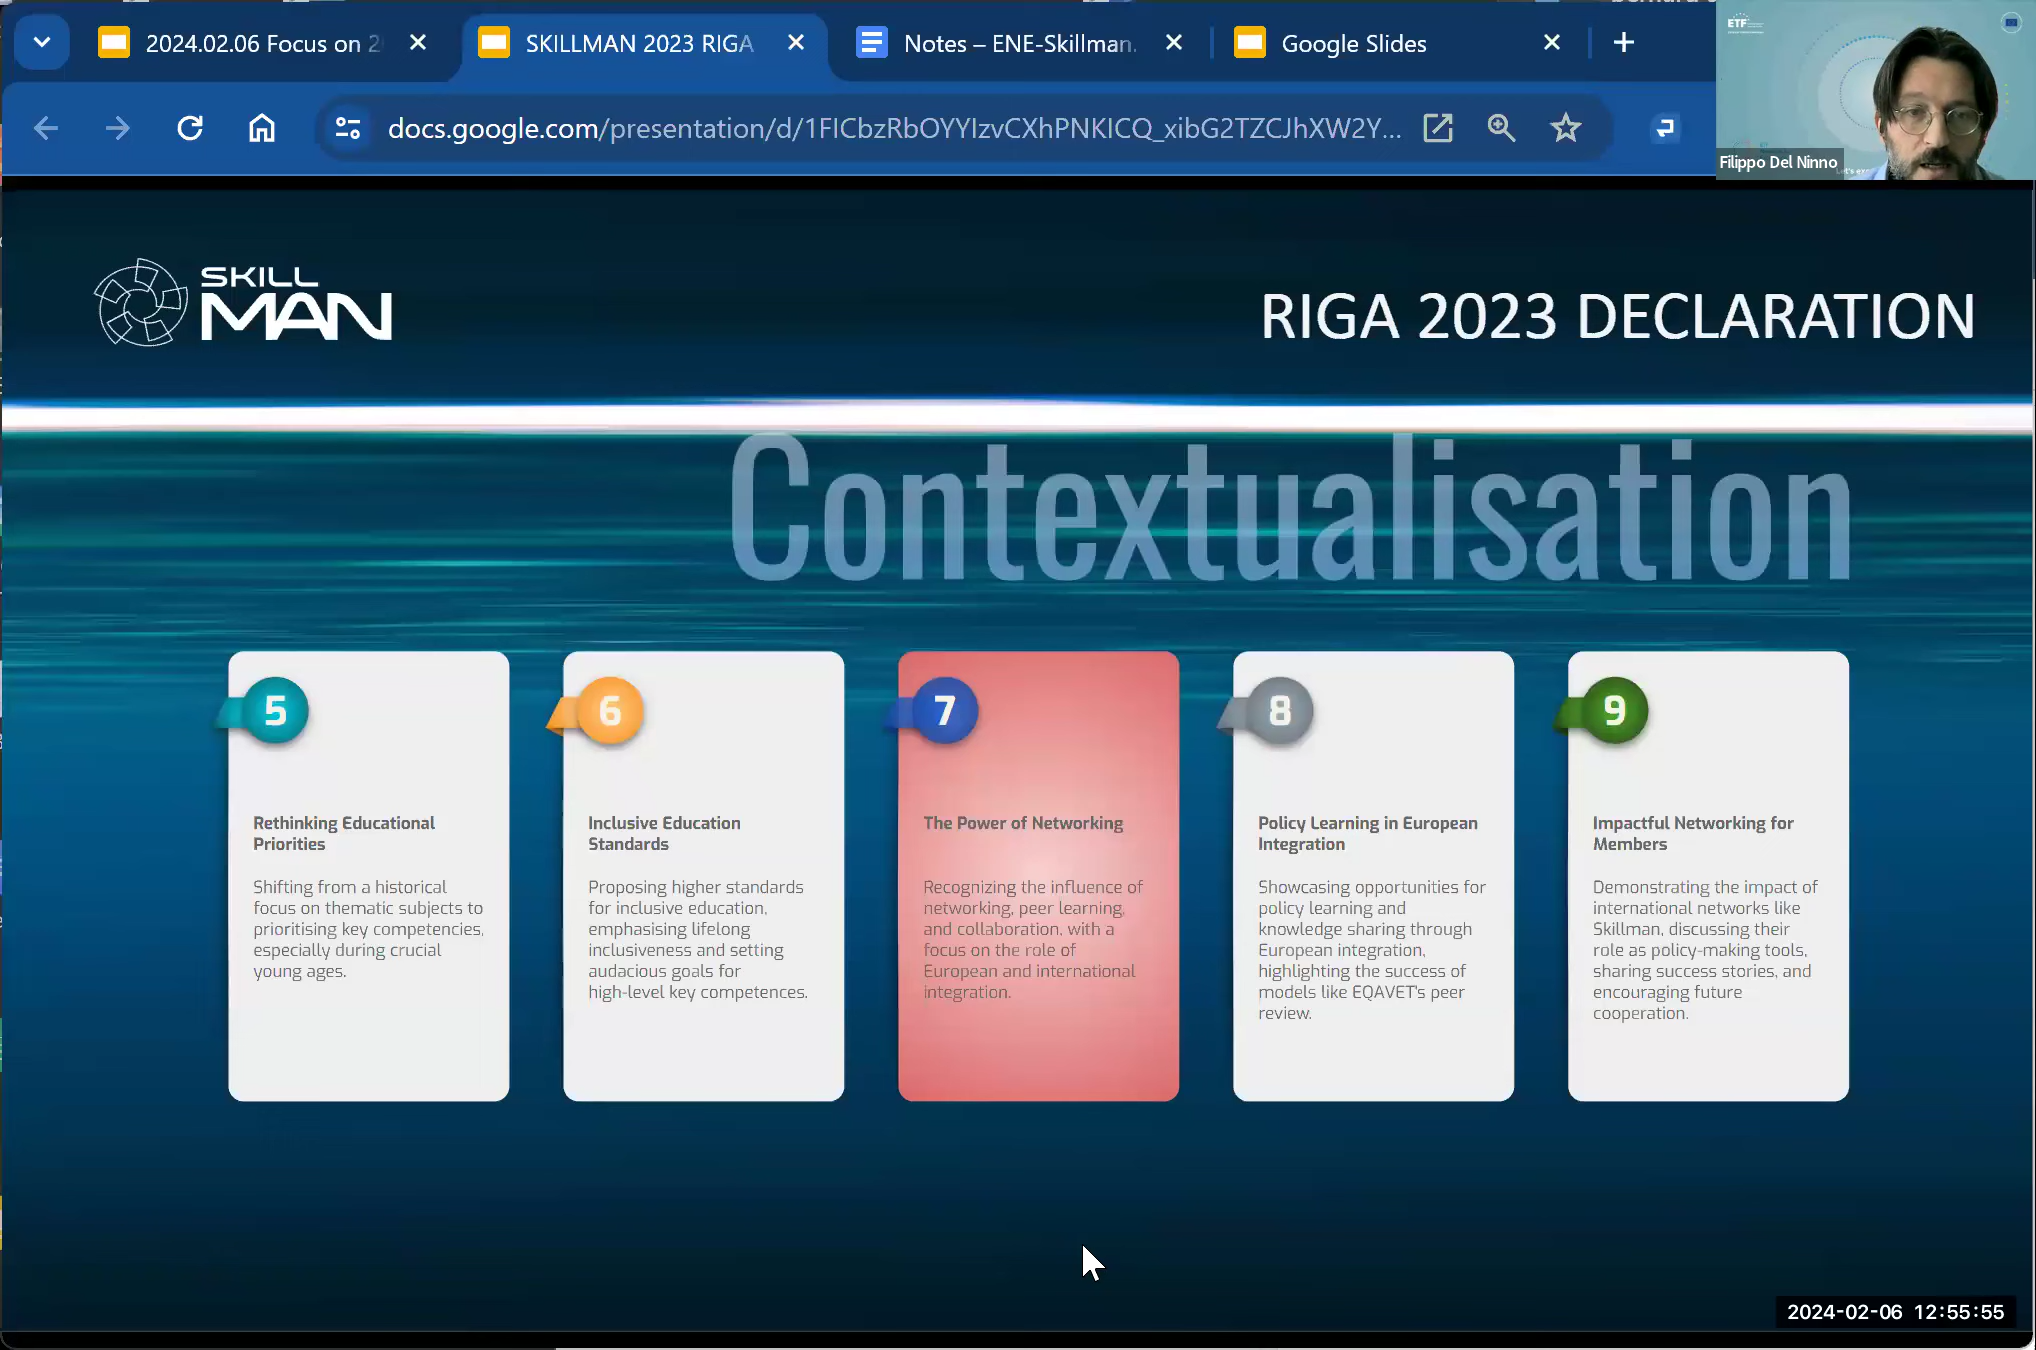 2024.02.06 Focus on 2
SKILLMAN 2023 RIGA
Notes – ENE-Skillman.
Google Slides
docs.google.com/presentation/d/1FICbzRbOYYIzvCXhPNKICQ_xibG2TZCJhXW2Y...
ETF
Filippo Del Ninno
SKILL
MAN
RIGA 2023 DECLARATION
Contextualisation
5
Rethinking Educational
Priorities
Shifting from a historical
focus on thematic subjects to
prioritising key competencies,
especially during crucial
young ages.
6
Inclusive Education
Standards
Proposing higher standards
for inclusive education,
emphasising lifelong
inclusiveness and setting
audacious goals for
high-level key competences.
7
The Power of Networking
Recognizing the influence of
networking, peer learning,
and collaboration, with a
focus on the role of
European and international
integration.
8
Policy Learning in European
Integration
Showcasing opportunities for
policy learning and
knowledge sharing through
European integration,
highlighting the success of
models like EQAVET's peer
review.
9
Impactful Networking for
Members
Demonstrating the impact of
international networks like
Skillman, discussing their
role as policy-making tools,
sharing success stories, and
encouraging future
cooperation.
2024-02-06 12:55:55